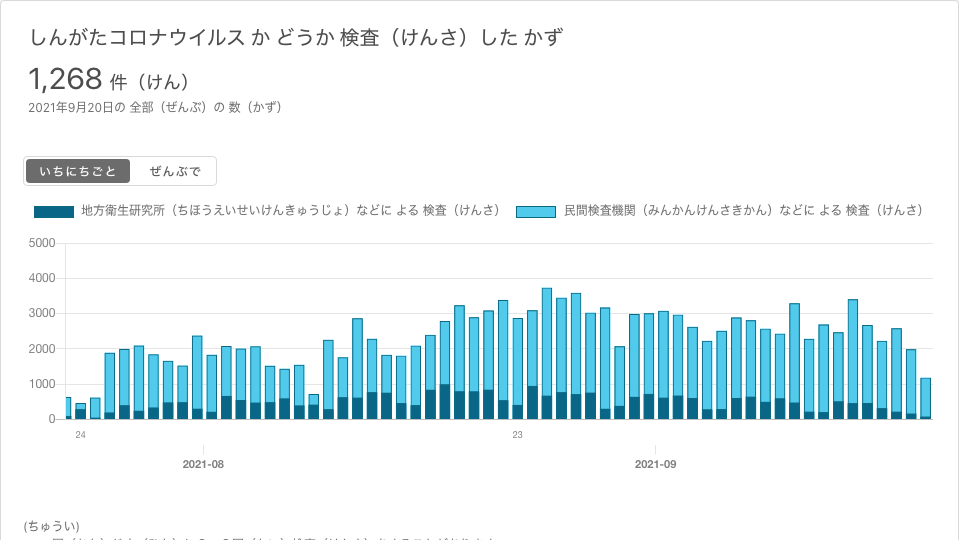 しんがたコロナウイルス か どうか 検査（けんさ）した かず
1,268 件（けん）
2021年9月20日の 全部（ぜんぶ）の 数（かず）
いちにちごと ぜんぶで
地方衛生研究所（ちほうえいせいけんきゅうじょ）などに よる 検査（けんさ） 民間検査機関（みんかんけんさきかん）などに よる 検査（けんさ）
5000
4000
3000
2000
1000
0
24 23
2021-08 2021-09
(ちゅうい)